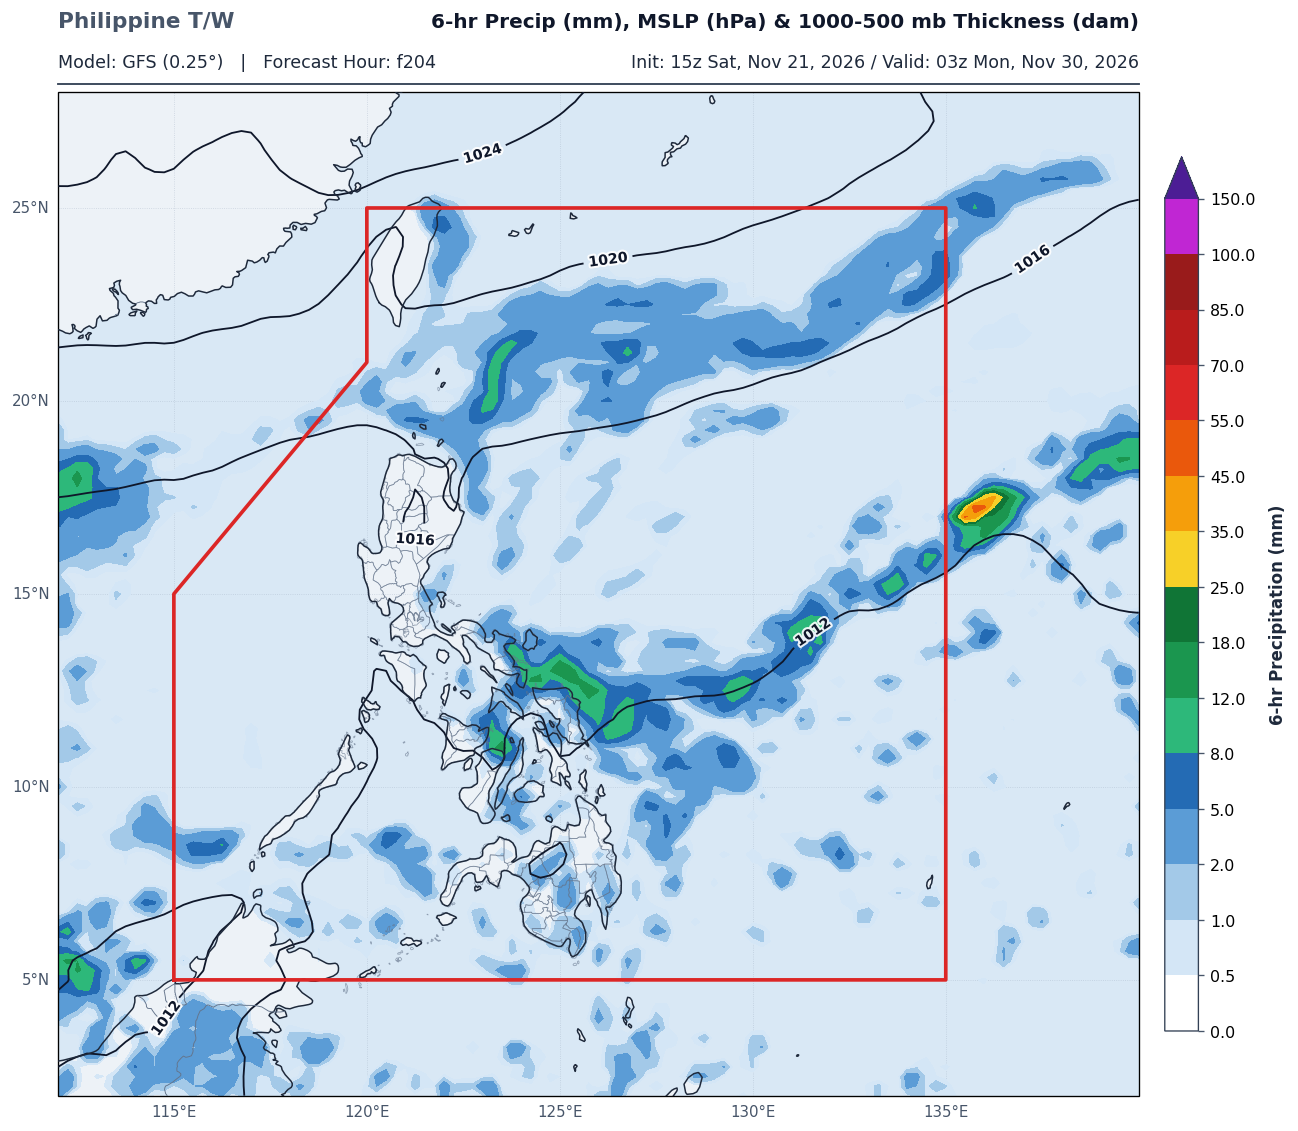 Philippine T/W
6-hr Precip (mm), MSLP (hPa) & 1000-500 mb Thickness (dam)
Model: GFS (0.25°) | Forecast Hour: f204
Init: 15z Sat, Nov 21, 2026 / Valid: 03z Mon, Nov 30, 2026
1024
1020
1016
1016
1012
1012
25°N
20°N
15°N
10°N
5°N
115°E
120°E
125°E
130°E
135°E
150.0
100.0
85.0
70.0
55.0
45.0
35.0
25.0
18.0
12.0
8.0
5.0
2.0
1.0
0.5
0.0
6-hr Precipitation (mm)